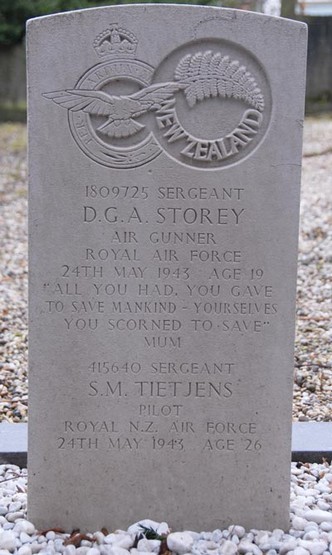 NEW ZEALAND
1809725 SERGEANT
D.G.A. STOREY
AIR GUNNER
ROYAL AIR FORCE
24TH MAY 1943 AGE 19
"ALL YOU HAD, YOU GAVE
TO SAVE MANKIND - YOURSELVES
YOU SCORNED TO SAVE"
MUM
415640 SERGEANT
S.M. TIETJENS
PILOT
ROYAL N.Z. AIR FORCE
24TH MAY 1943 AGE 26